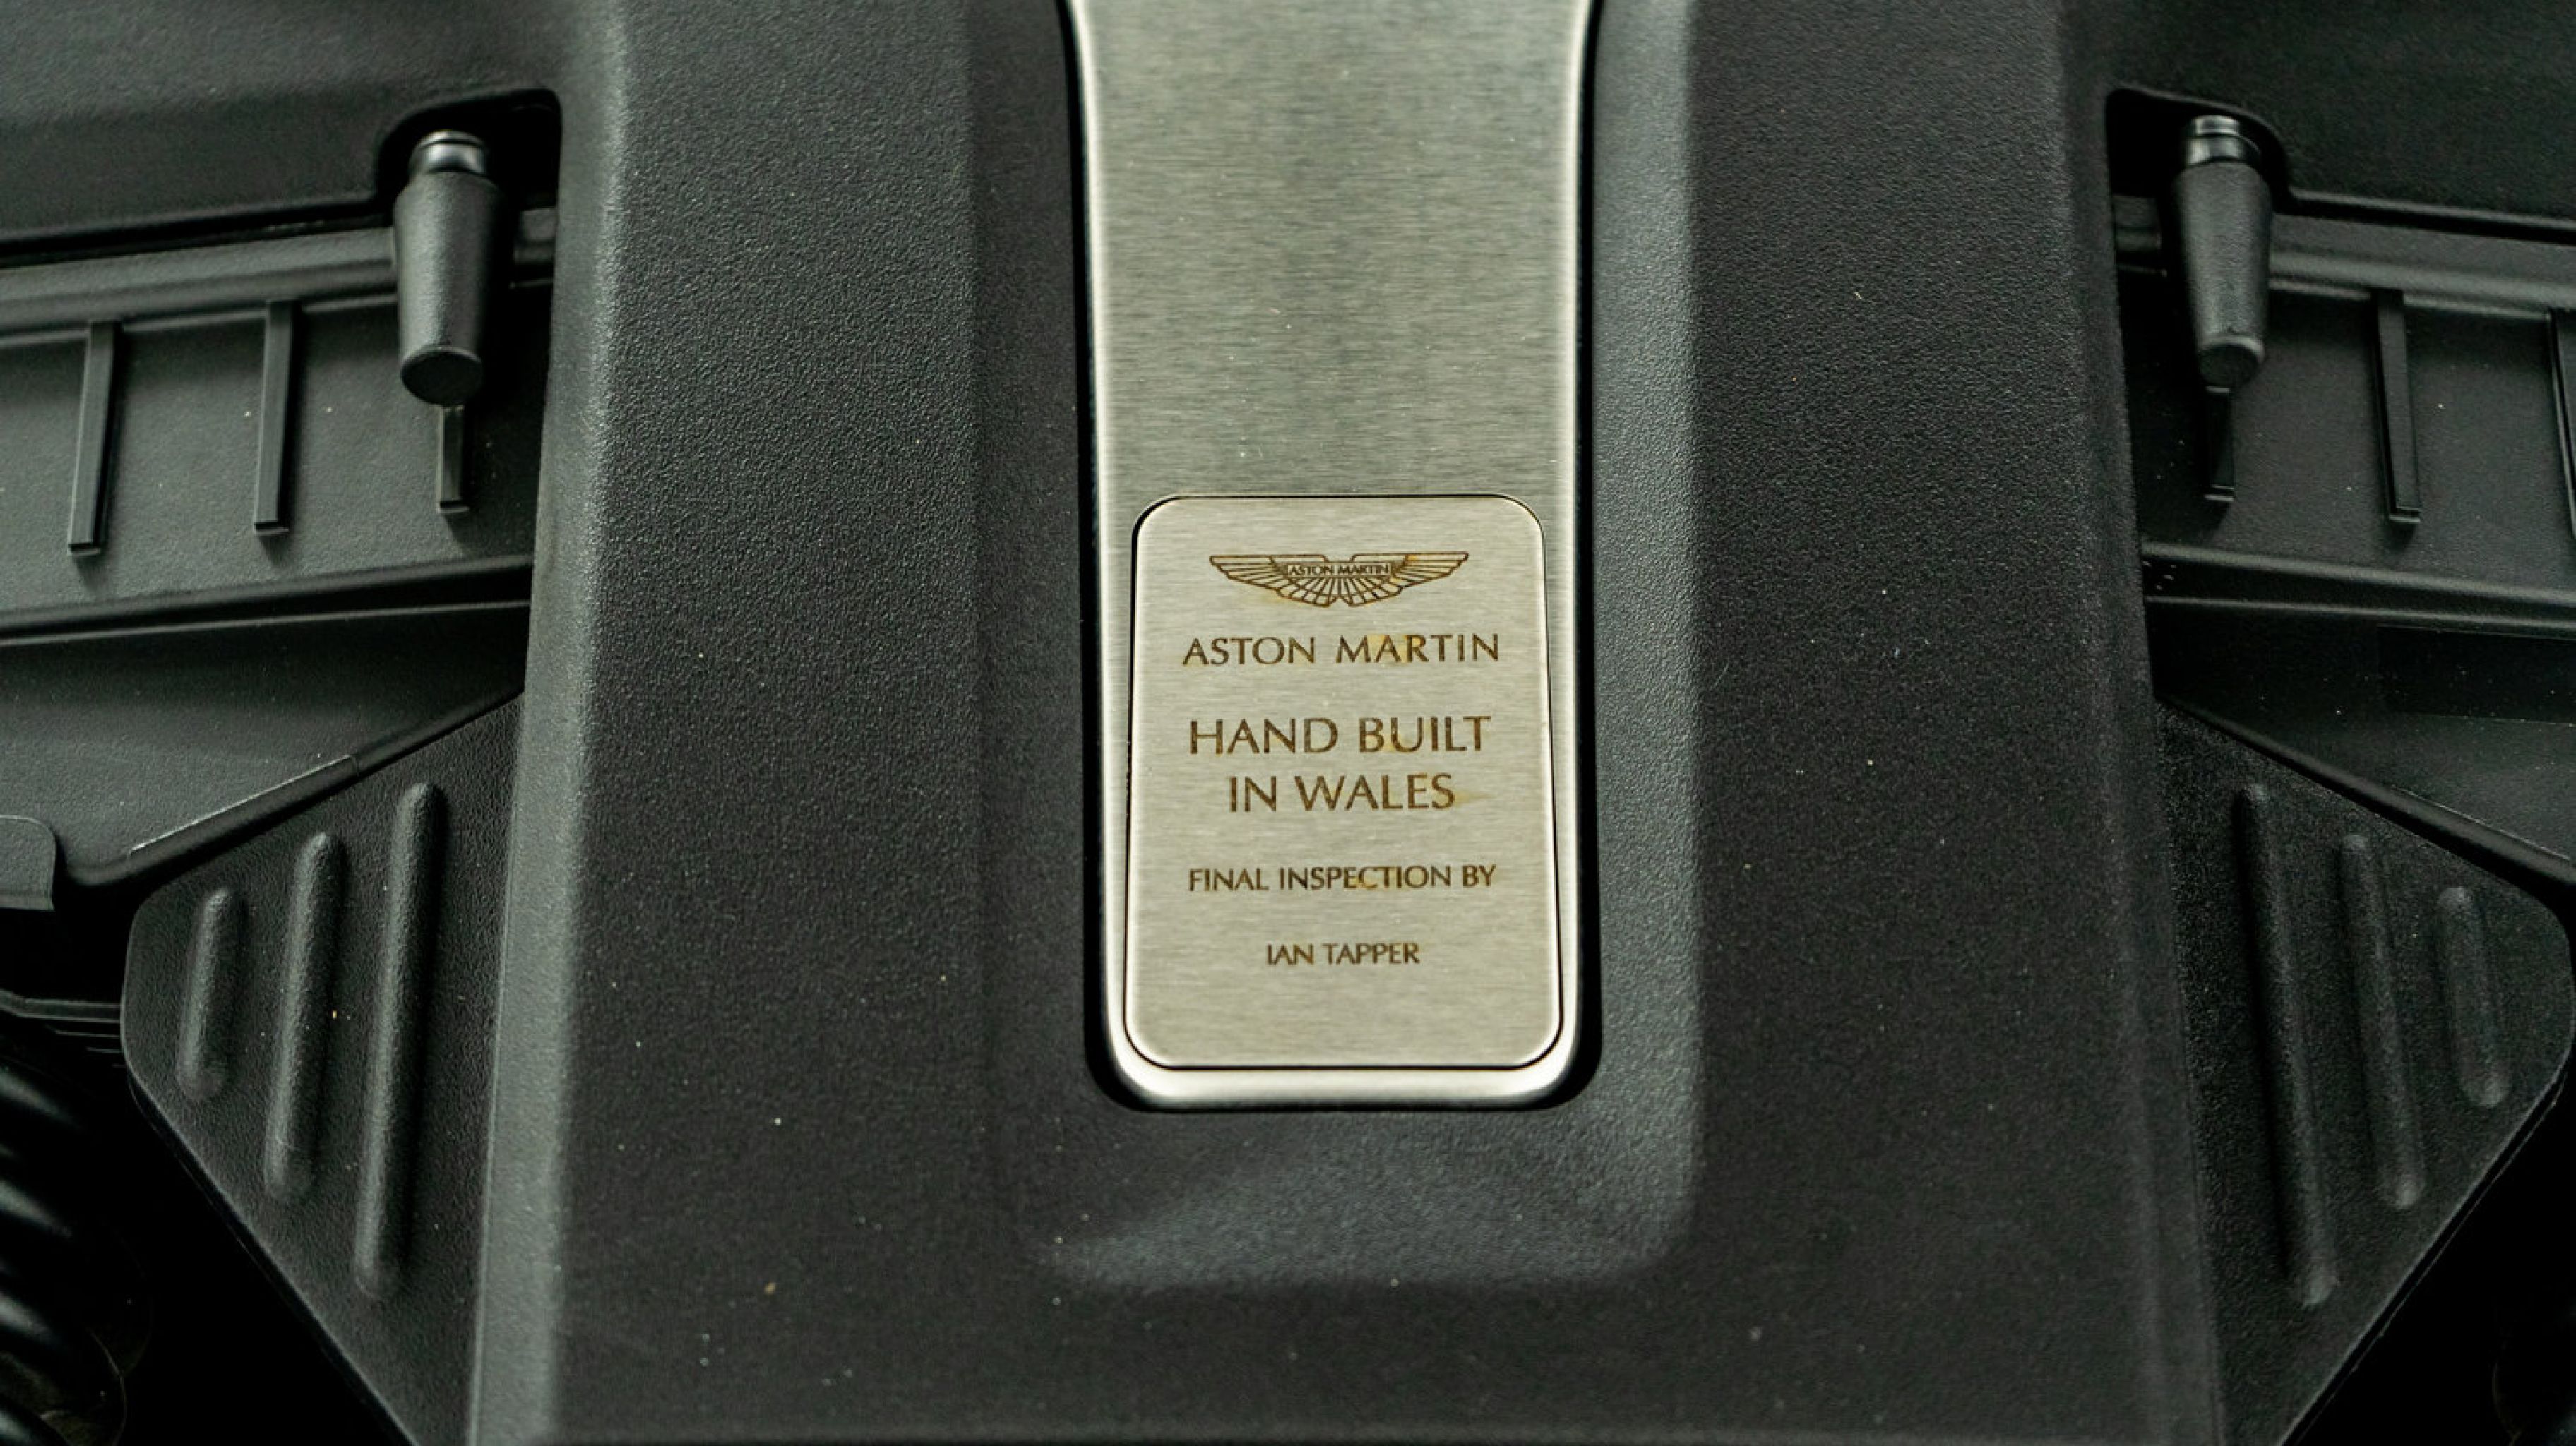 ASTON MARTIN
ASTON MARTIN
HAND BUILT
IN WALES
FINAL INSPECTION BY
IAN TAPPER